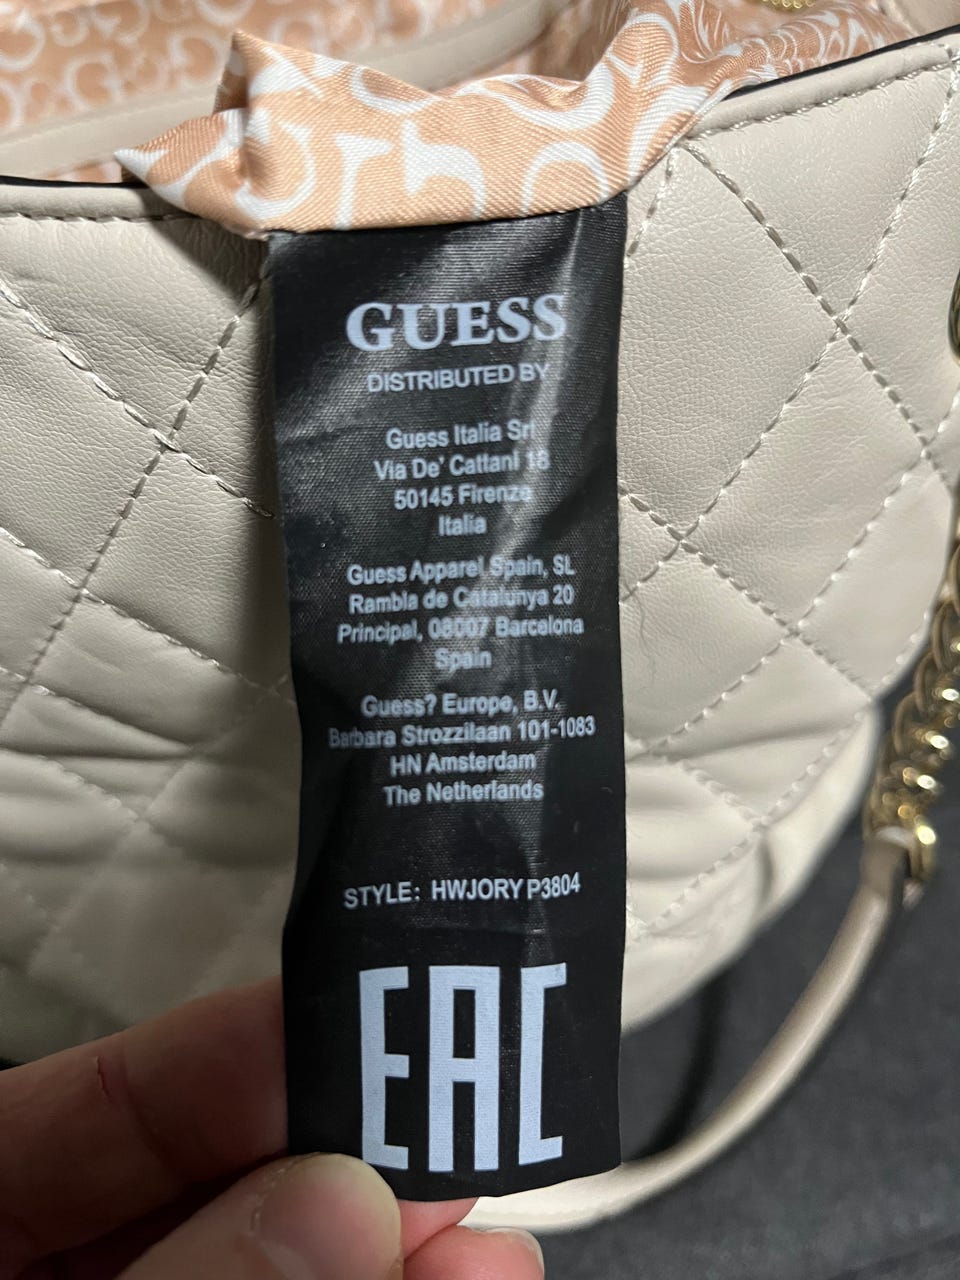 GUESS
DISTRIBUTED BY
Guess Italia Srl
Via De' Cattani 18
50145 Firenze
Italia
Guess Apparel Spain, SL
Rambla de Catalunya 20
Principal, 08007 Barcelona
Spain
Guess? Europe, B.V.
Barbara Strozzilaan 101-1083
HN Amsterdam
The Netherlands
STYLE: HWJORY P3804
EAC